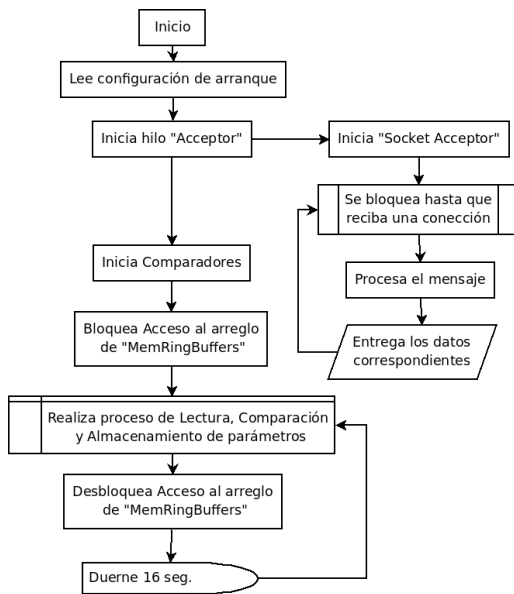 Inicio
Lee configuración de arranque
Inicia hilo "Acceptor"
Inicia "Socket Acceptor"
Se bloquea hasta que
reciba una conección
Procesa el mensaje
Entrega los datos
correspondientes
Inicia Comparadores
Bloquea Acceso al arreglo
de "MemRingBuffers"
Realiza proceso de Lectura, Comparación
y Almacenamiento de parámetros
Desbloquea Acceso al arreglo
de "MemRingBuffers"
Duerne 16 seg.